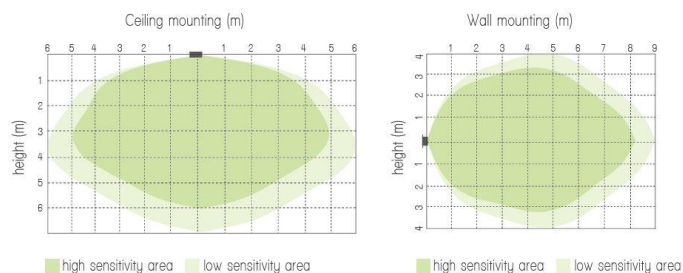 Ceiling mounting (m)
6 5 4 3 2 1 1 2 3 4 5 6
height (m)
1
2
3
4
5
6
high sensitivity area low sensitivity area
Wall mounting (m)
1 2 3 4 5 6 7 8 9
height (m)
4
3
2
1
1
2
3
4
high sensitivity area low sensitivity area